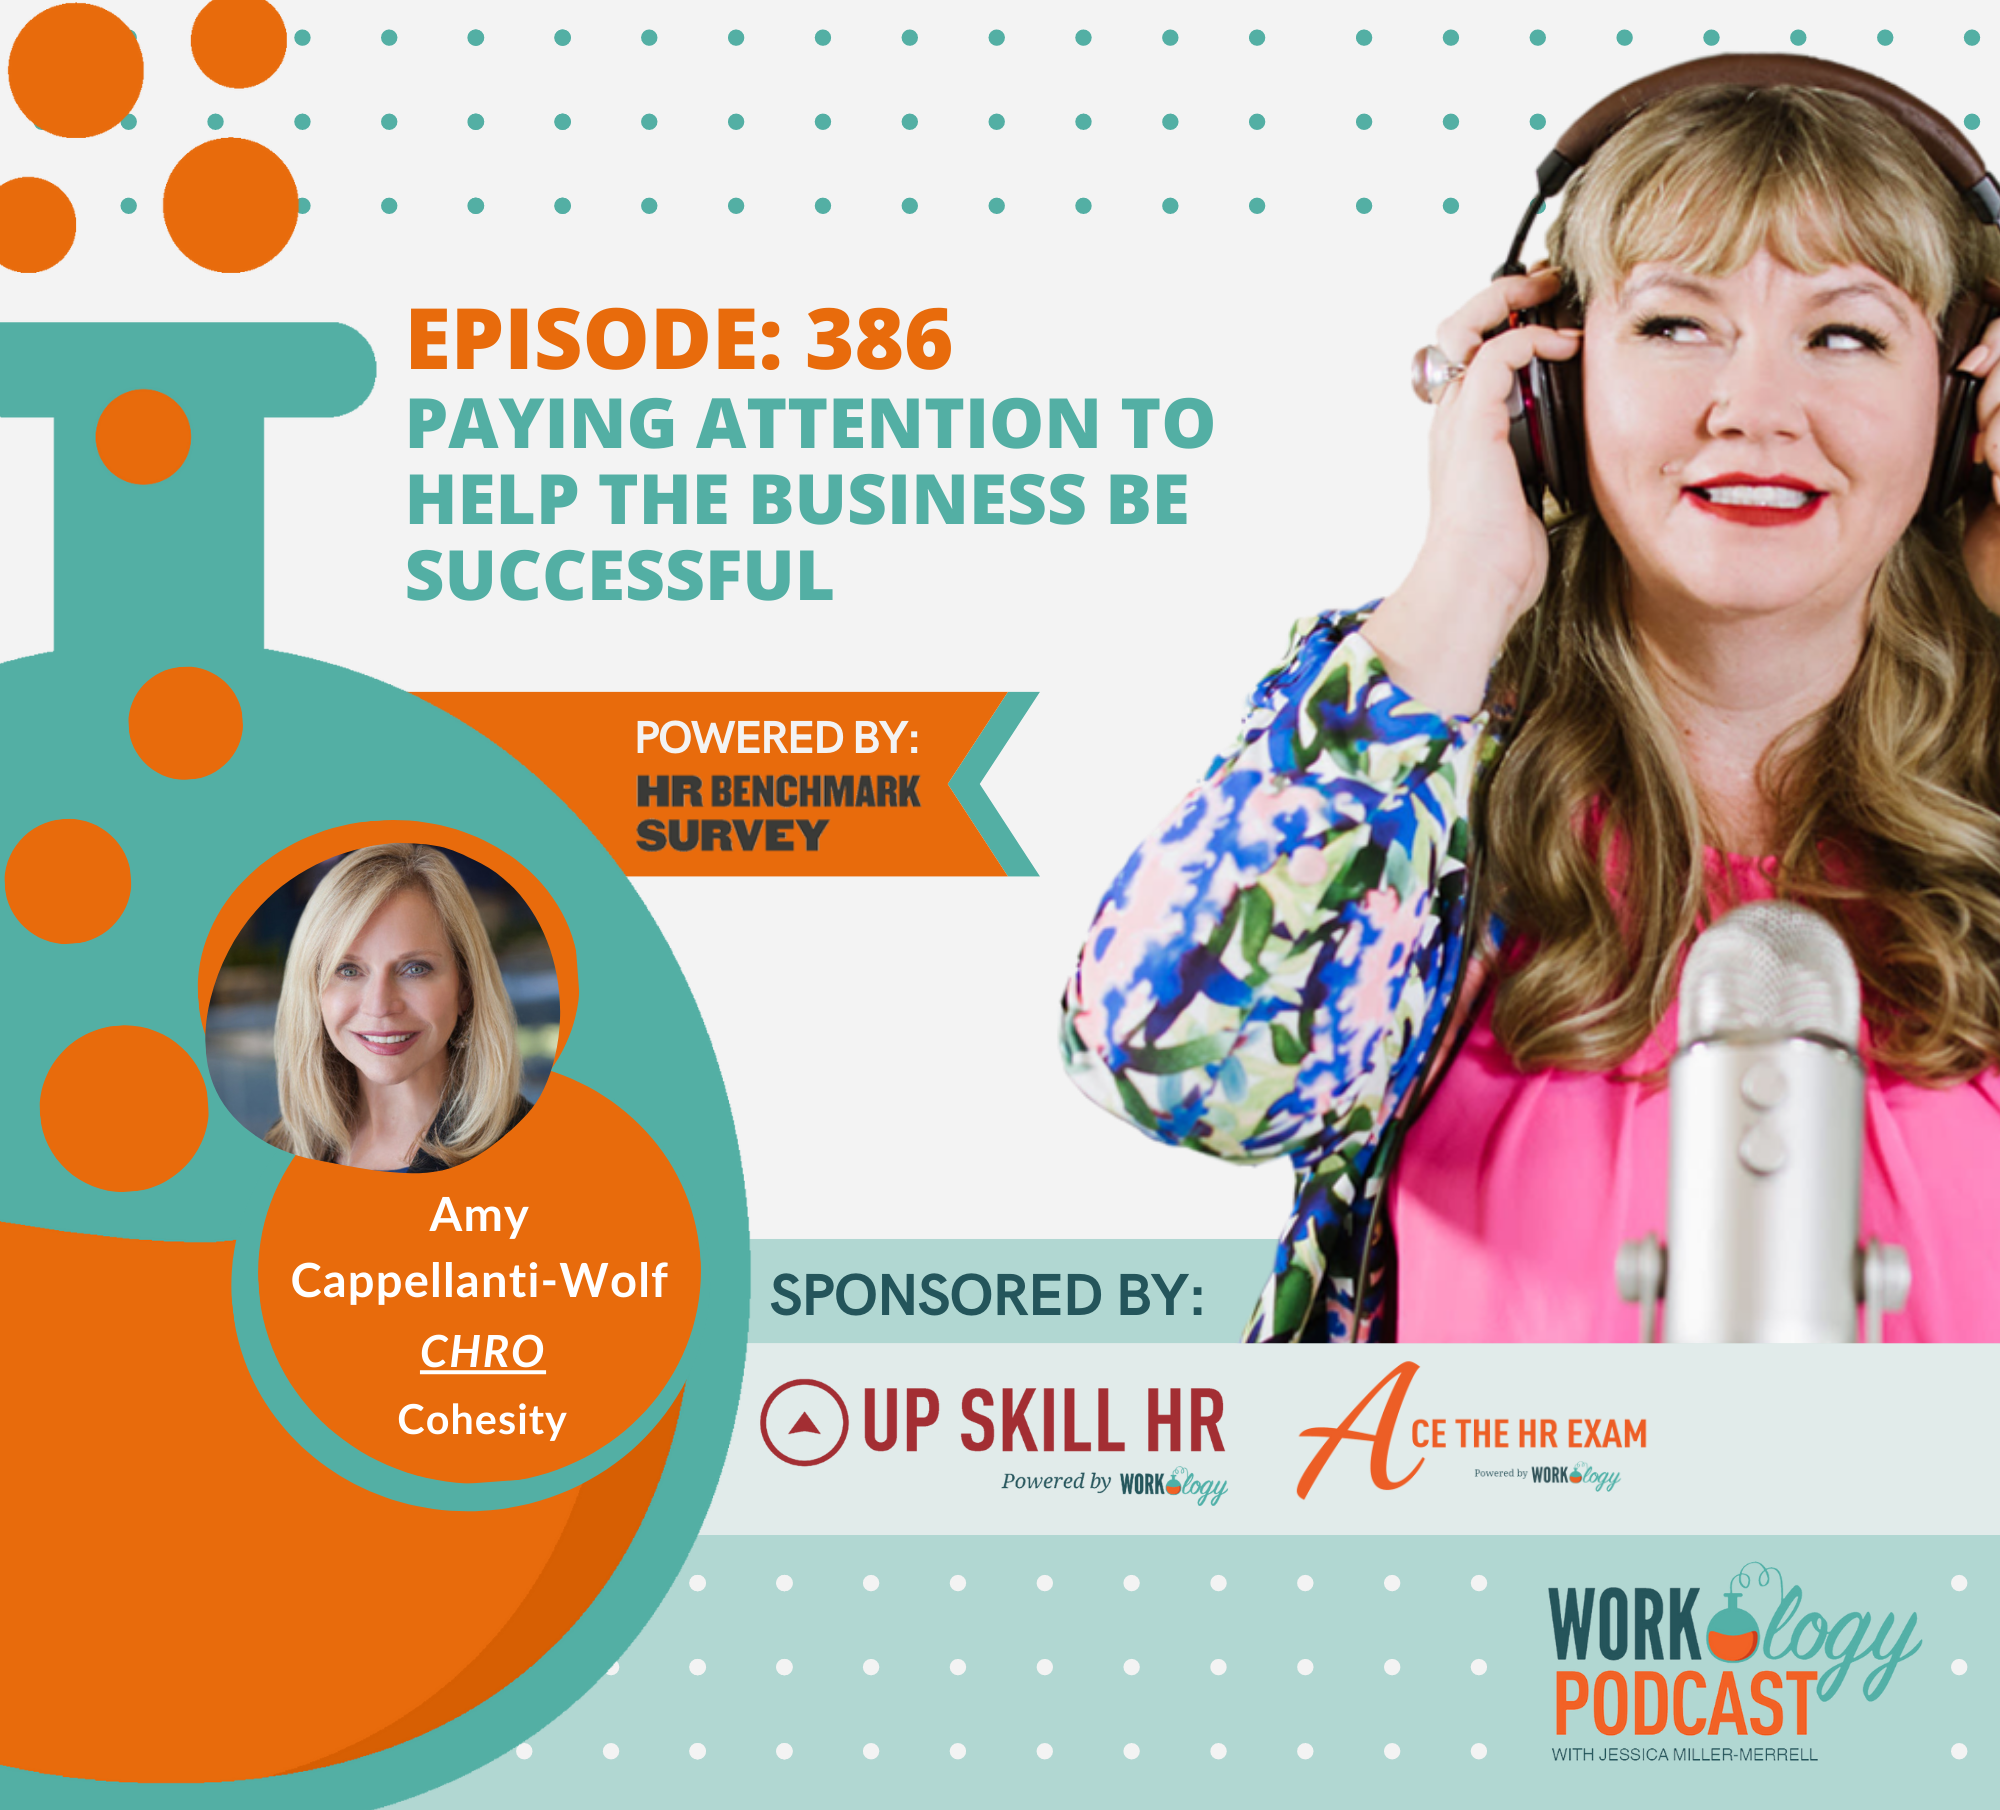 EPISODE: 386
PAYING ATTENTION TO
HELP THE BUSINESS BE
SUCCESSFUL
POWERED BY:
HR BENCHMARK
SURVEY
Amy
Cappellanti-Wolf
CHRO
Cohesity
SPONSORED BY:
UP SKILL HR
Powered by WORKology
ACE THE HR EXAM
Powered by WORKology
WORKology
PODCAST
WITH JESSICA MILLER-MERRELL